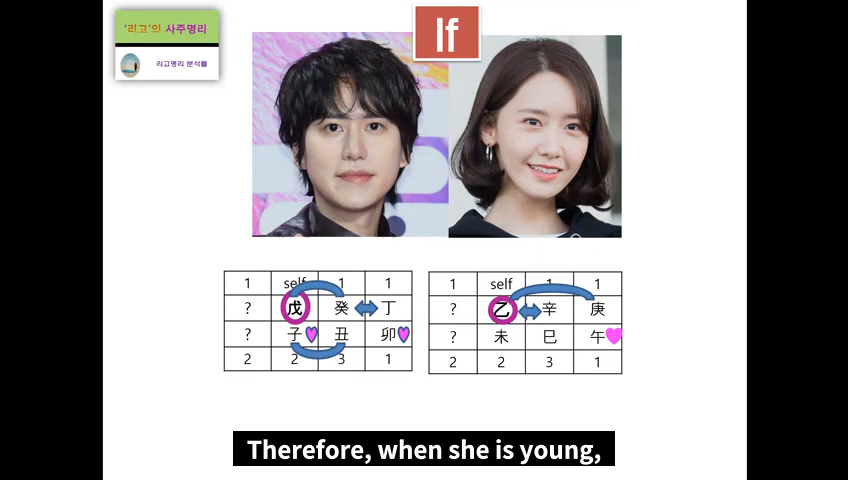 '리고'의 사주명리
리고명리 분석틀
If
1 self 1 1
? 戊 癸 丁
? 子 丑 卯
2 2 3 1
1 self 1 1
? 乙 辛 庚
? 未 巳 午
2 2 3 1
Therefore, when she is young,